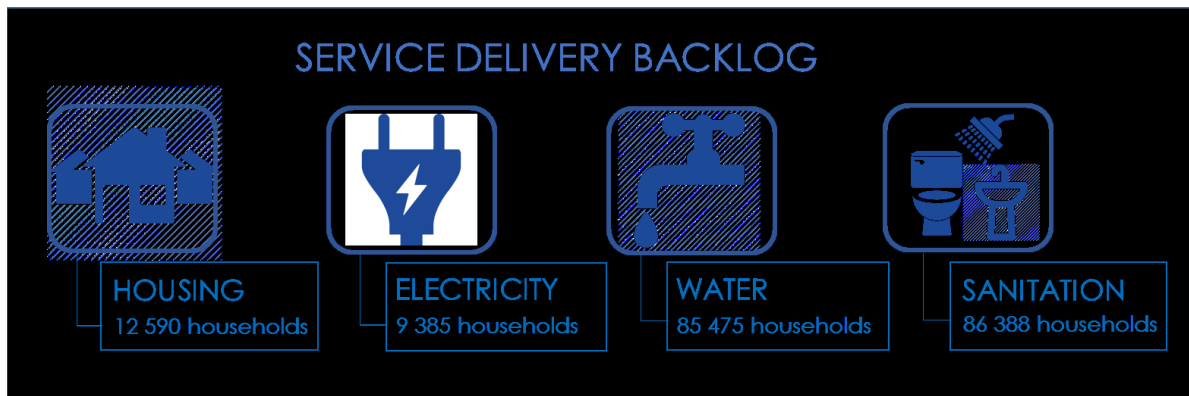 SERVICE DELIVERY BACKLOG
HOUSING
12 590 households
ELECTRICITY
9 385 households
WATER
85 475 households
SANITATION
86 388 households